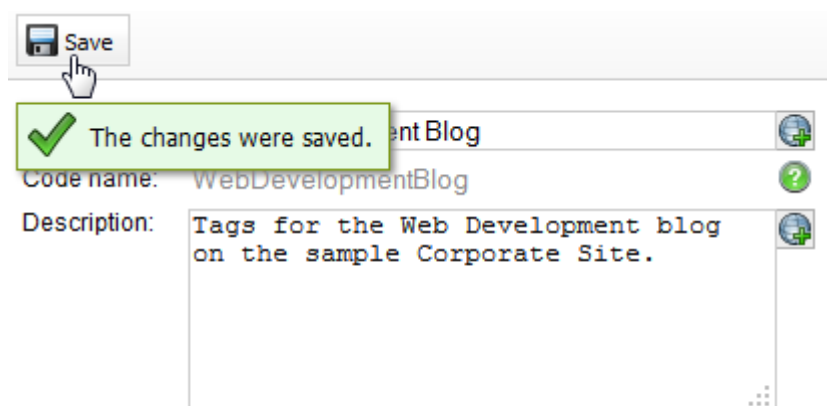 Save
The changes were saved.
ent Blog
Code name: WebDevelopmentBlog
Description: Tags for the Web Development blog
on the sample Corporate Site.